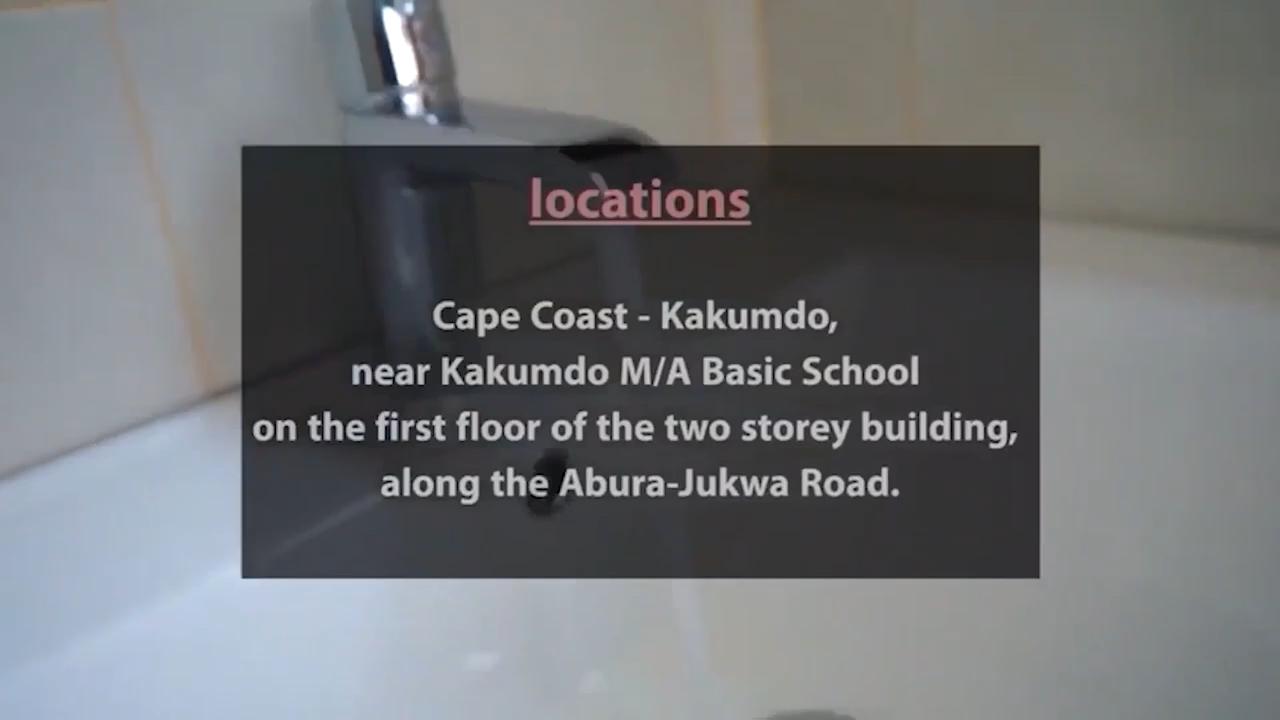 locations
Cape Coast - Kakumdo,
near Kakumdo M/A Basic School
on the first floor of the two storey building,
along the Abura-Jukwa Road.